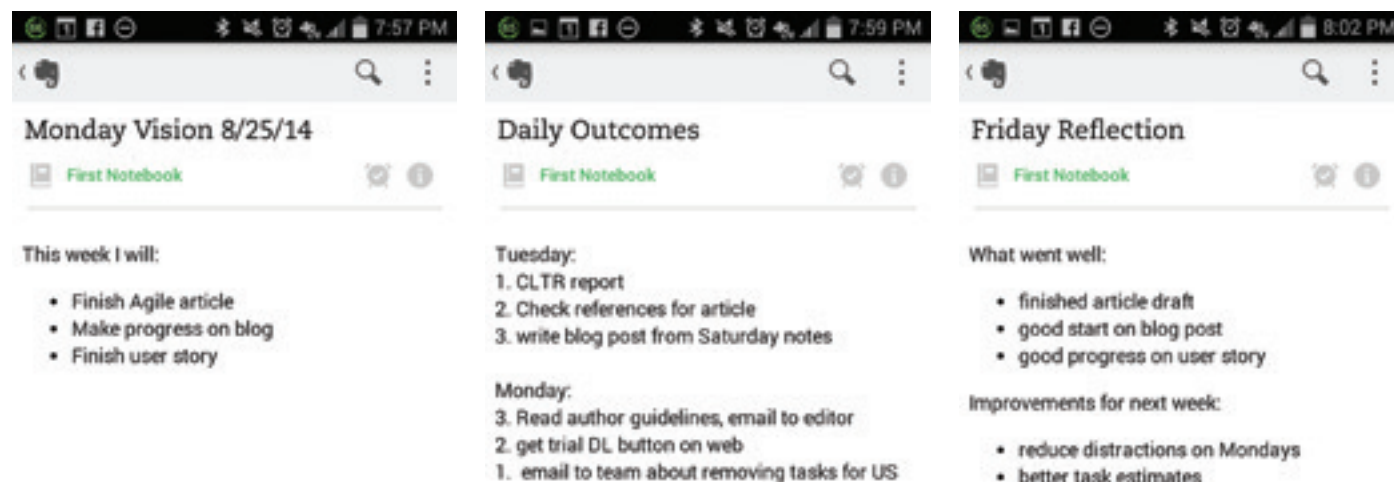 7:57 PM
Monday Vision 8/25/14
First Notebook
This week I will:
• Finish Agile article
• Make progress on blog
• Finish user story
7:59 PM
Daily Outcomes
First Notebook
Tuesday:
1. CLTR report
2. Check references for article
3. write blog post from Saturday notes
Monday:
3. Read author guidelines, email to editor
2. get trial DL button on web
1. email to team about removing tasks for US
8:02 PM
Friday Reflection
First Notebook
What went well:
• finished article draft
• good start on blog post
• good progress on user story
Improvements for next week:
• reduce distractions on Mondays
• better task estimates